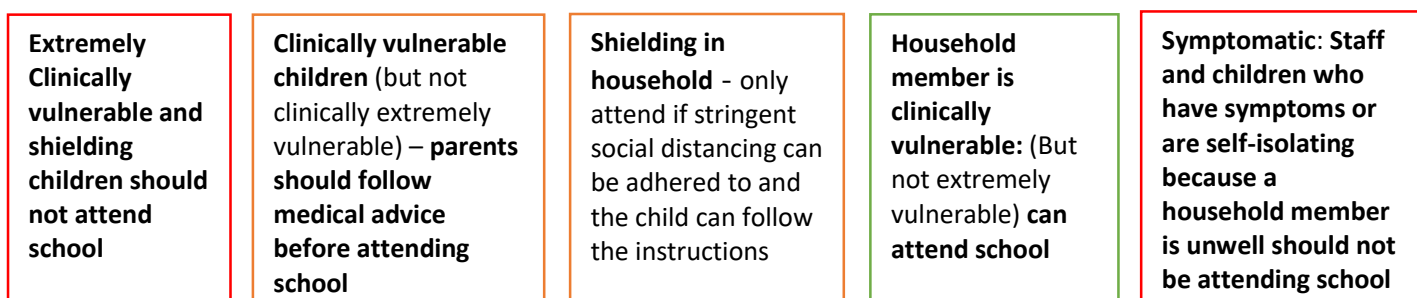 Extremely
Clinically
vulnerable and
shielding
children should
not attend
school
Clinically vulnerable
children (but not
clinically extremely
vulnerable) – parents
should follow
medical advice
before attending
school
Shielding in
household - only
attend if stringent
social distancing can
be adhered to and
the child can follow
the instructions
Household
member is
clinically
vulnerable: (But
not extremely
vulnerable) can
attend school
Symptomatic: Staff
and children who
have symptoms or
are self-isolating
because a
household member
is unwell should not
be attending school